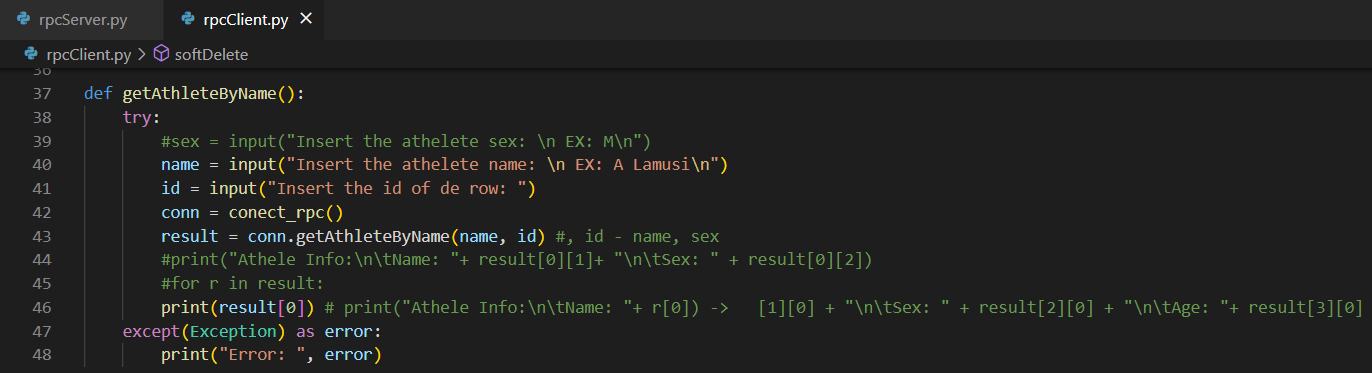 rpcServer.py rpcClient.py ×
rpcClient.py > softDelete
36
37 def getAthleteByName():
38     try:
39         #sex = input("Insert the athelete sex: \n EX: M\n")
40         name = input("Insert the athelete name: \n EX: A Lamusi\n")
41         id = input("Insert the id of de row: ")
42         conn = conect_rpc()
43         result = conn.getAthleteByName(name, id) #, id - name, sex
44         #print("Athele Info:\n\tName: "+ result[0][1]+ "\n\tSex: " + result[0][2])
45         #for r in result:
46         print(result[0]) # print("Athele Info:\n\tName: "+ r[0]) ->   [1][0] + "\n\tSex: " + result[2][0] + "\n\tAge: "+ result[3][0]
47     except(Exception) as error:
48         print("Error: ", error)